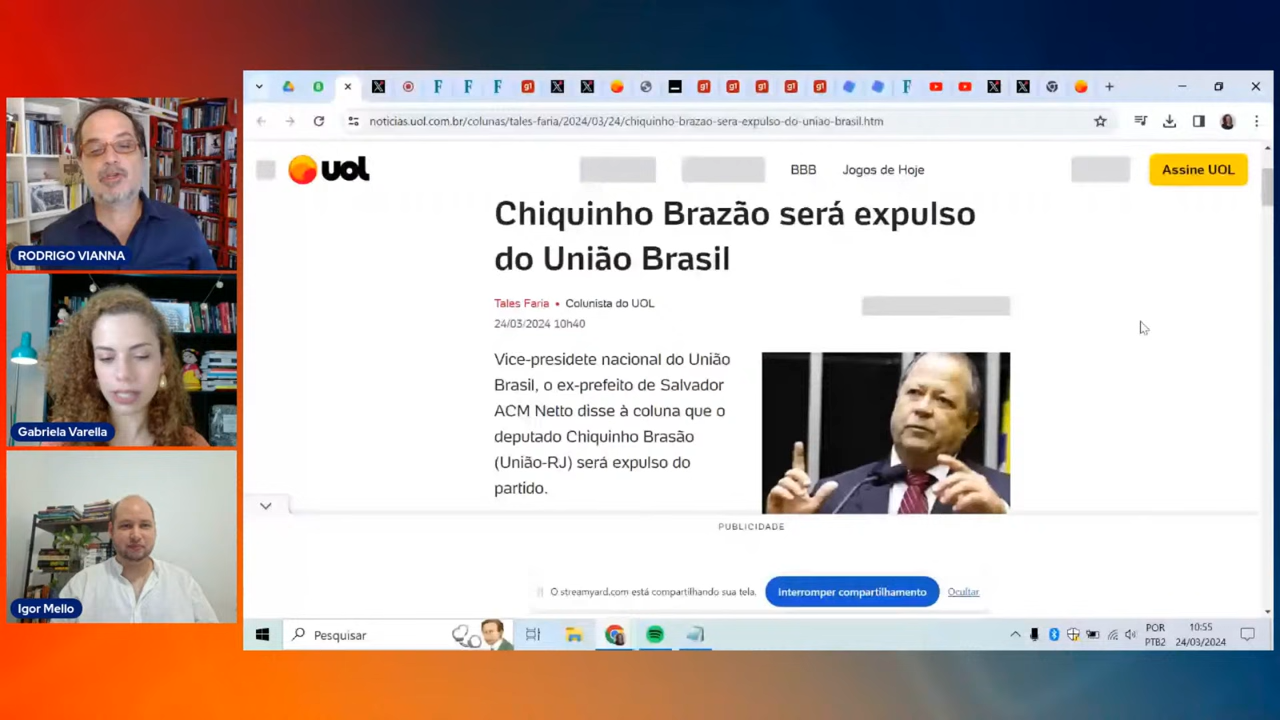 noticias.uol.com.br/colunas/tales-faria/2024/03/24/chiquinho-brazao-sera-expulso-do-uniao-brasil.htm
UOL
BBB
Jogos de Hoje
Assine UOL
Chiquinho Brazão será expulso
do União Brasil
Tales Faria • Colunista do UOL
24/03/2024 10h40
Vice-presidete nacional do União
Brasil, o ex-prefeito de Salvador
ACM Netto disse à coluna que o
deputado Chiquinho Brasão
(União-RJ) será expulso do
partido.
PUBLICIDADE
O streamyard.com está compartilhando sua tela.
Interromper compartilhamento
Ocultar
Pesquisar
POR
PTB2
10:55
24/03/2024
RODRIGO VIANNA
Gabriela Varella
Igor Mello